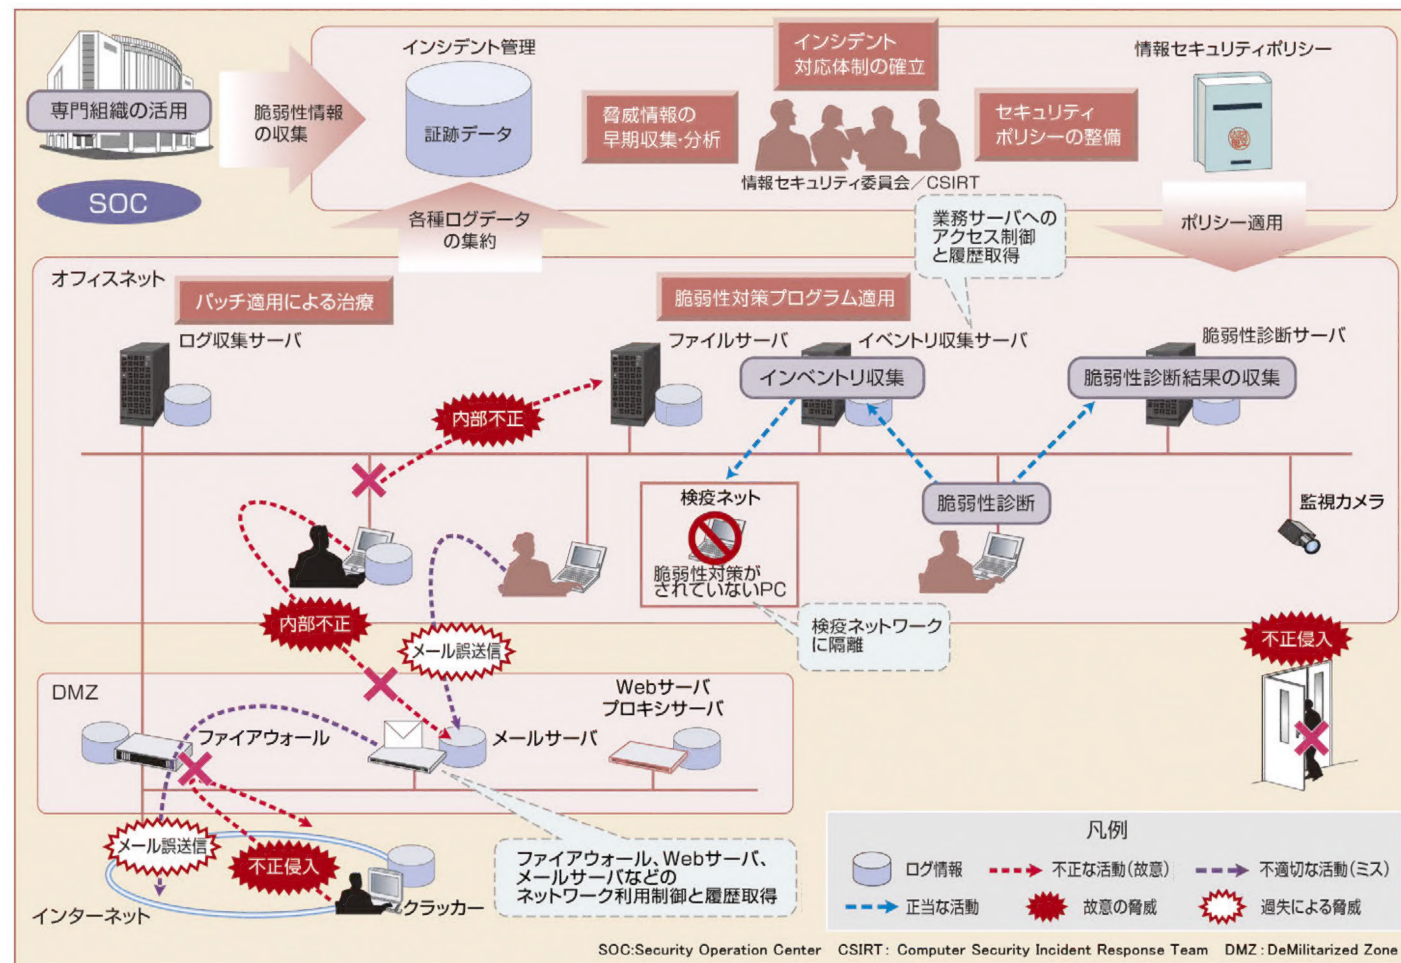 専門組織の活用
SOC
脆弱性情報
の収集
インシデント管理
証跡データ
脅威情報の
早期収集・分析
インシデント
対応体制の確立
情報セキュリティ委員会／CSIRT
セキュリティ
ポリシーの整備
情報セキュリティポリシー
各種ログデータ
の集約
業務サーバへの
アクセス制御
と履歴取得
ポリシー適用
オフィスネット
パッチ適用による治療
脆弱性対策プログラム適用
ログ収集サーバ
ファイルサーバ
イベントリ収集サーバ
脆弱性診断サーバ
インベントリ収集
脆弱性診断結果の収集
内部不正
検疫ネット
脆弱性対策が
されていないPC
脆弱性診断
監視カメラ
内部不正
メール誤送信
検疫ネットワーク
に隔離
不正侵入
DMZ
ファイアウォール
メールサーバ
Webサーバ
プロキシサーバ
メール誤送信
不正侵入
クラッカー
インターネット
ファイアウォール、Webサーバ、
メールサーバなどの
ネットワーク利用制御と履歴取得
凡例
ログ情報
不正な活動(故意)
不適切な活動(ミス)
正当な活動
故意の脅威
過失による脅威
SOC:Security Operation Center CSIRT: Computer Security Incident Response Team DMZ:DeMilitarized Zone